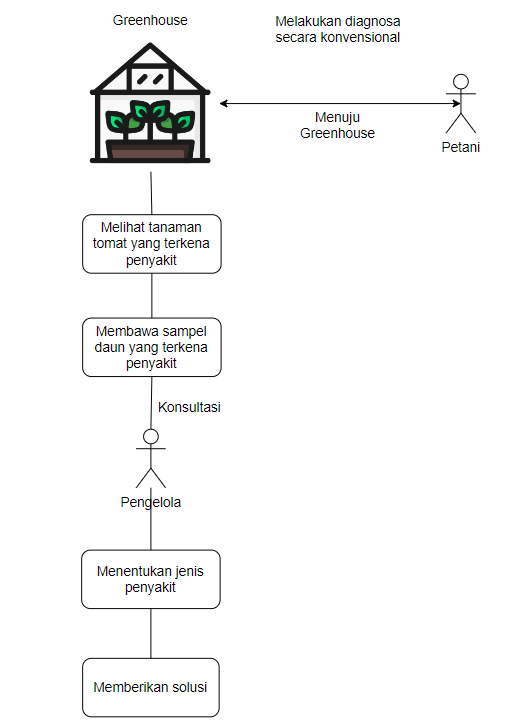 Greenhouse
Melakukan diagnosa
secara konvensional
Menuju
Greenhouse
Petani
Melihat tanaman
tomat yang terkena
penyakit
Membawa sampel
daun yang terkena
penyakit
Konsultasi
Pengelola
Menentukan jenis
penyakit
Memberikan solusi